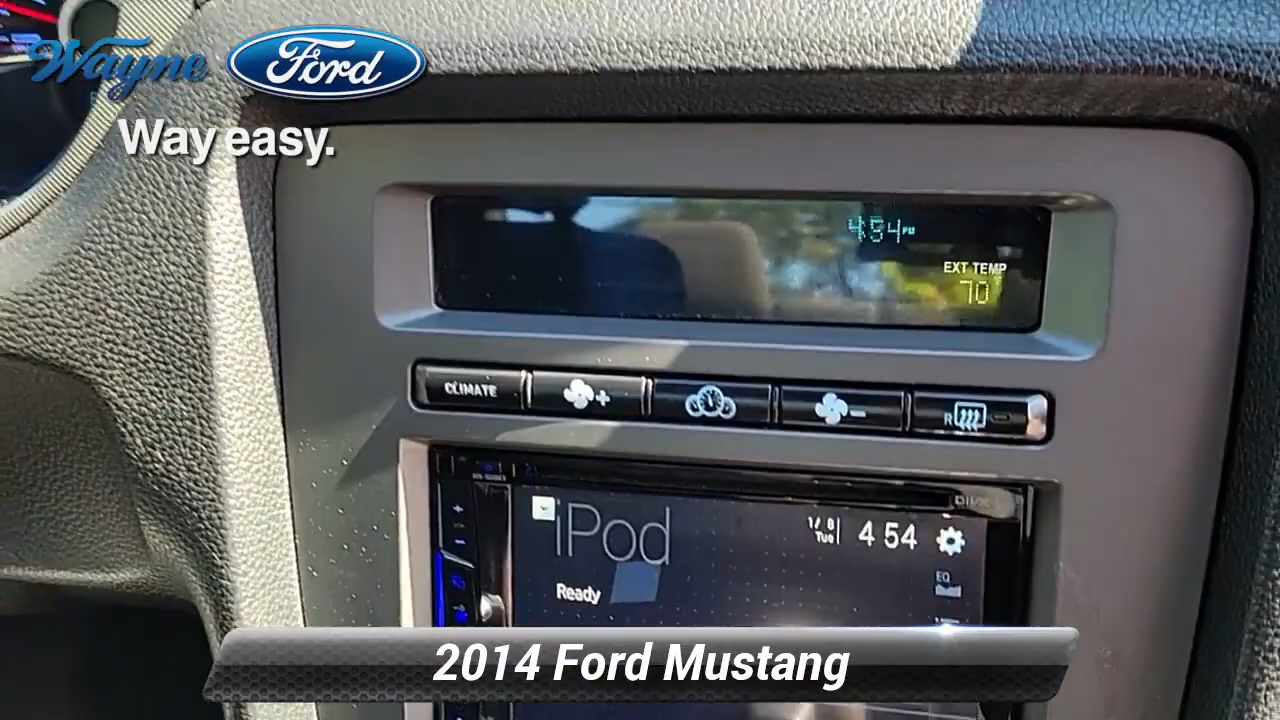 Wayne Ford
Way easy.
4:54 PM
EXT TEMP
70°
CLIMATE
+
-
R
iPod
1/ 8
Tue
4 54
Ready
EQ
2014 Ford Mustang